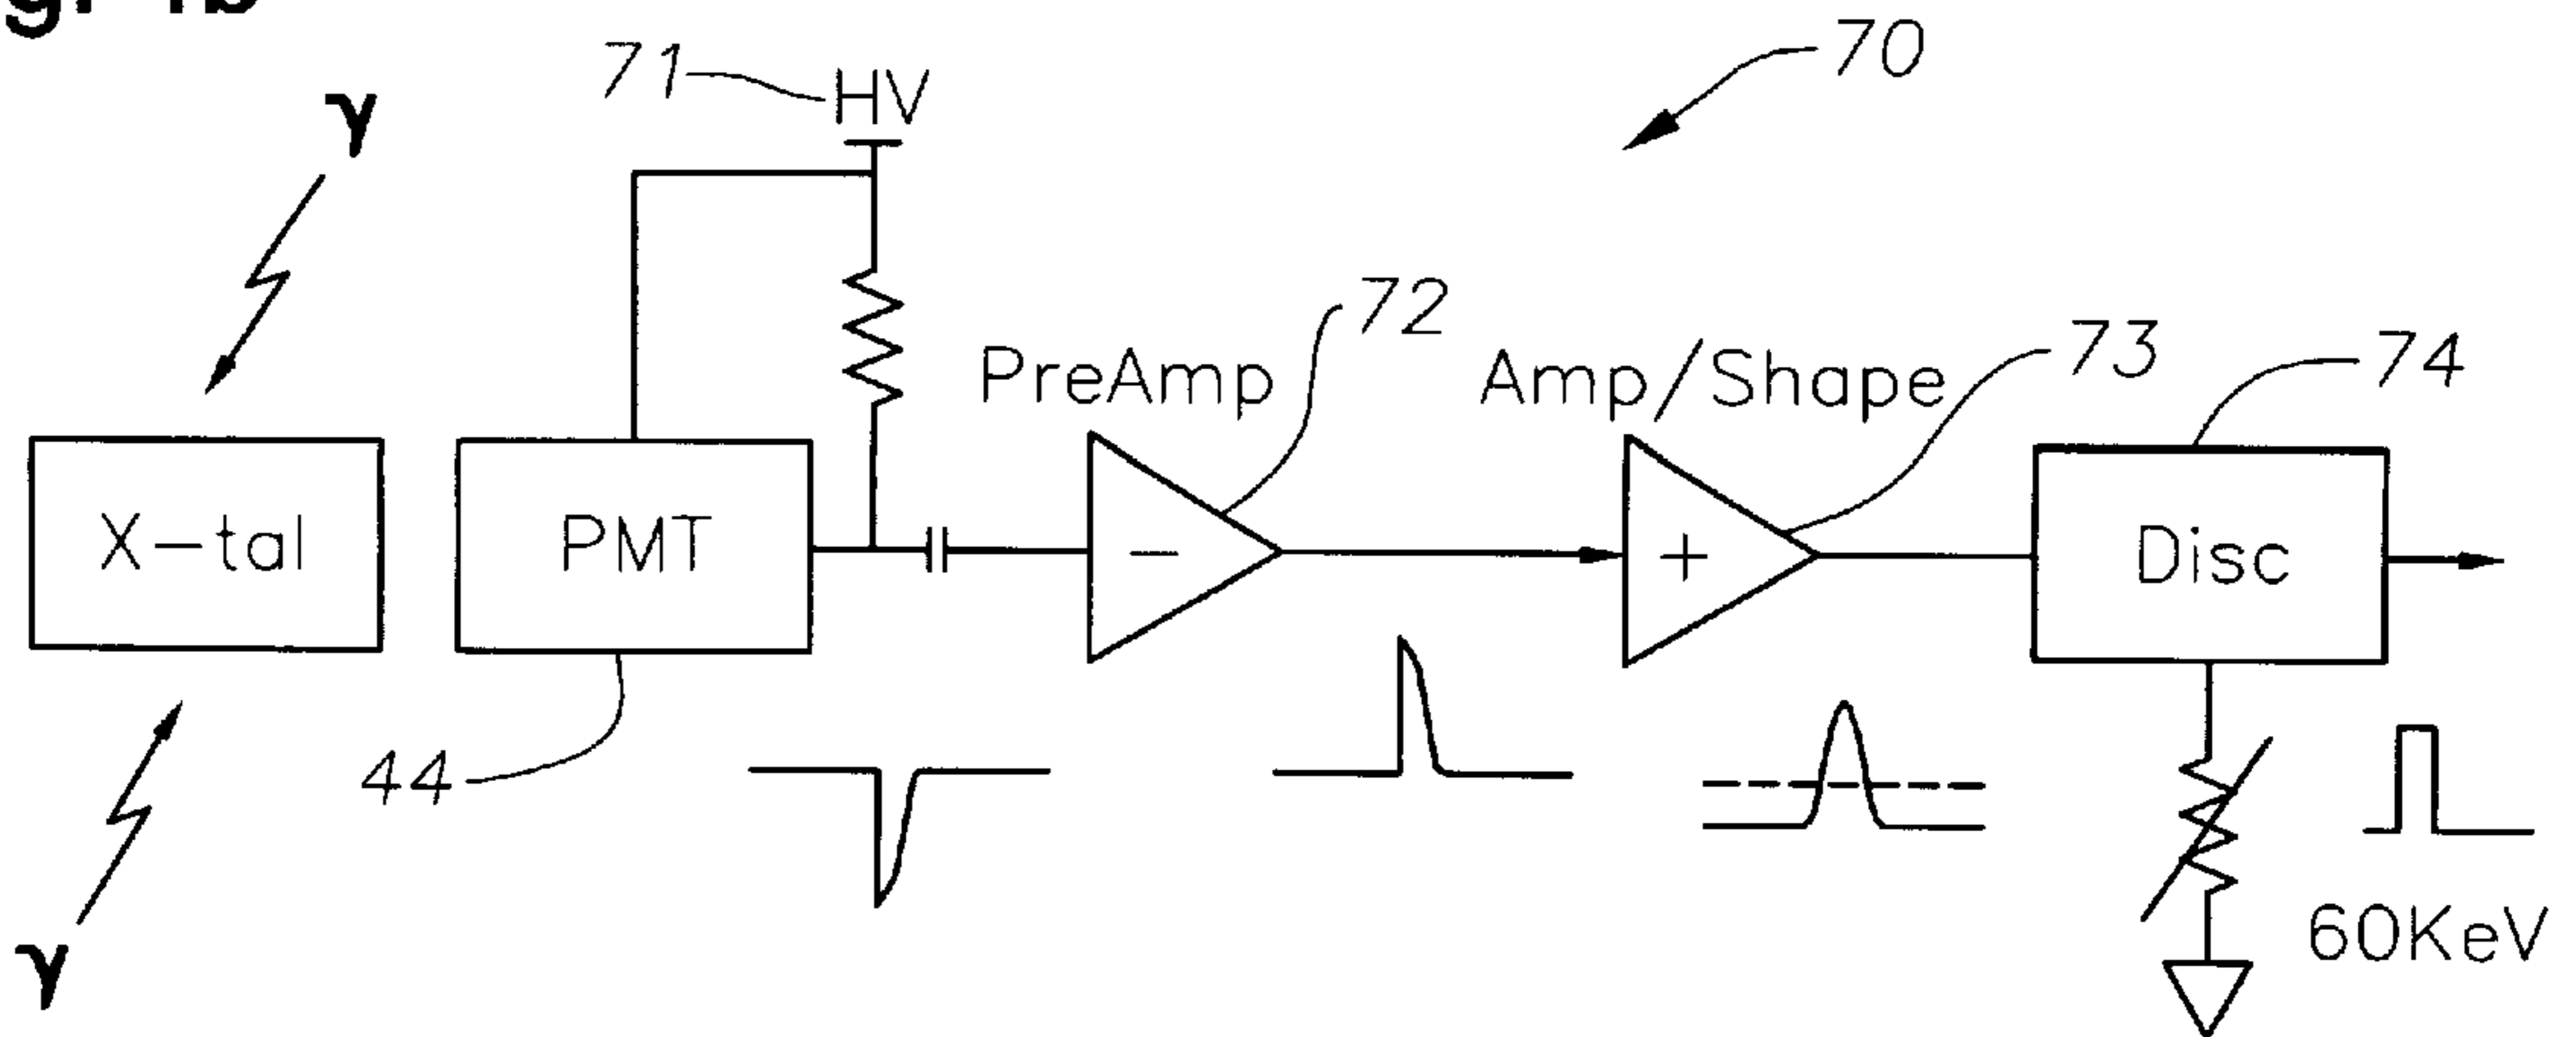 71
HV
70
γ
72
PreAmp
Amp/Shape
73
74
X-tal
PMT
−
+
Disc
44
60KeV
γ